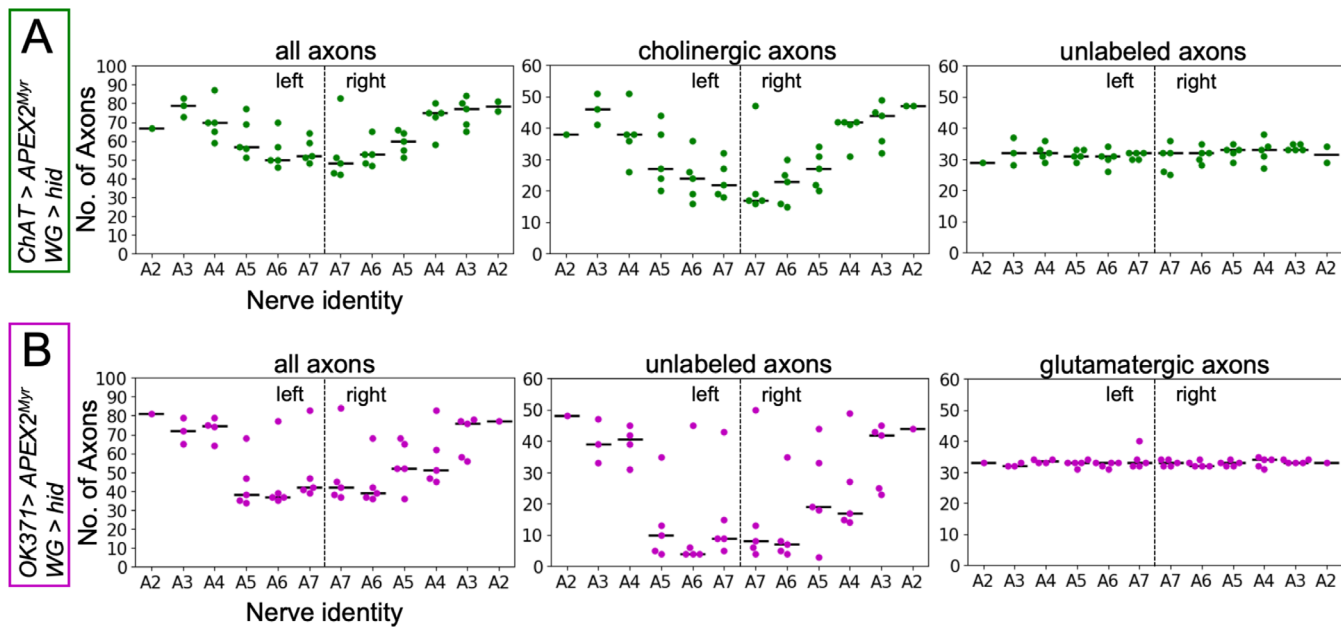 A
ChAT > APEX2Myr
WG > hid
all axons
cholinergic axons
unlabeled axons
left right
left right
left right
No. of Axons
100
90
80
70
60
50
40
30
20
10
0
60
50
40
30
20
10
0
60
50
40
30
20
10
0
A2 A3 A4 A5 A6 A7 A7 A6 A5 A4 A3 A2
A2 A3 A4 A5 A6 A7 A7 A6 A5 A4 A3 A2
A2 A3 A4 A5 A6 A7 A7 A6 A5 A4 A3 A2
Nerve identity
B
OK371> APEX2Myr
WG > hid
all axons
unlabeled axons
glutamatergic axons
left right
left right
left right
No. of Axons
100
90
80
70
60
50
40
30
20
10
0
60
50
40
30
20
10
0
60
50
40
30
20
10
0
A2 A3 A4 A5 A6 A7 A7 A6 A5 A4 A3 A2
A2 A3 A4 A5 A6 A7 A7 A6 A5 A4 A3 A2
A2 A3 A4 A5 A6 A7 A7 A6 A5 A4 A3 A2
Nerve identity